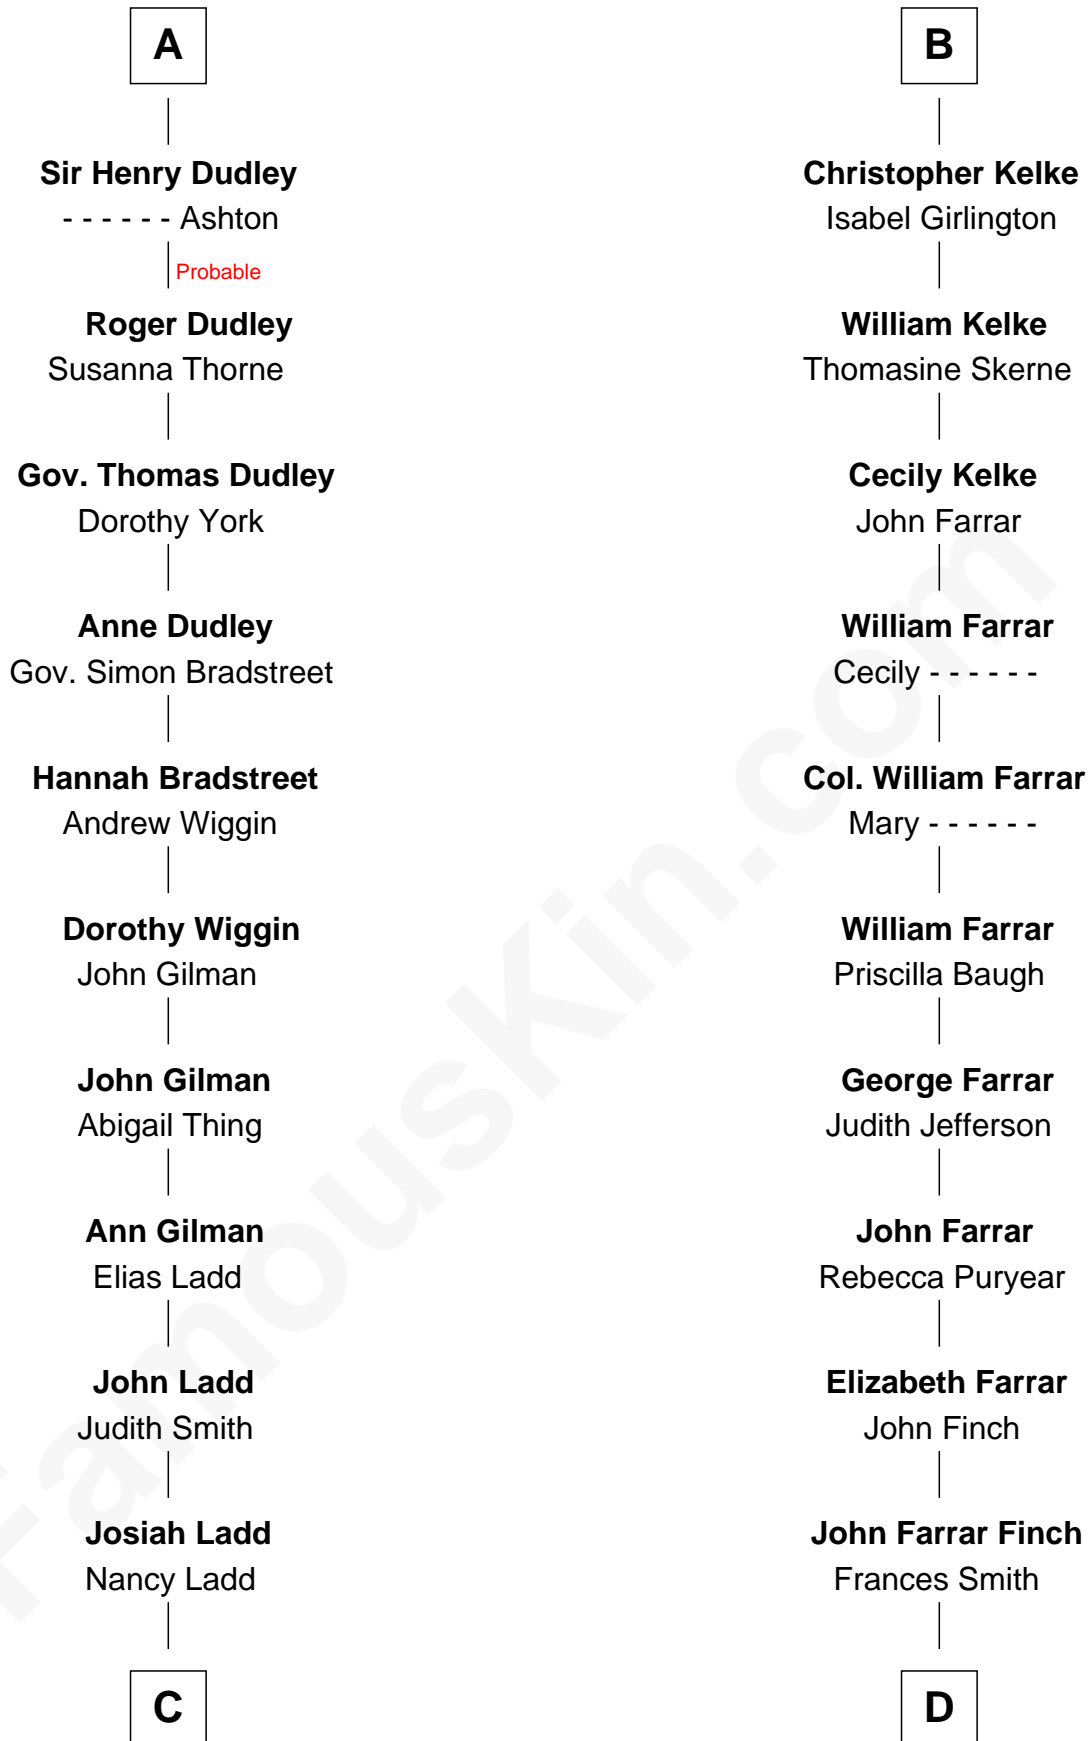 A
Sir Henry Dudley
- - - - - - Ashton
Probable
Roger Dudley
Susanna Thorne
Gov. Thomas Dudley
Dorothy York
Anne Dudley
Gov. Simon Bradstreet
Hannah Bradstreet
Andrew Wiggin
Dorothy Wiggin
John Gilman
John Gilman
Abigail Thing
Ann Gilman
Elias Ladd
John Ladd
Judith Smith
Josiah Ladd
Nancy Ladd
C
B
Christopher Kelke
Isabel Girlington
William Kelke
Thomasine Skerne
Cecily Kelke
John Farrar
William Farrar
Cecily - - - - - -
Col. William Farrar
Mary - - - - - -
William Farrar
Priscilla Baugh
George Farrar
Judith Jefferson
John Farrar
Rebecca Puryear
Elizabeth Farrar
John Finch
John Farrar Finch
Frances Smith
D
FamousKin.com